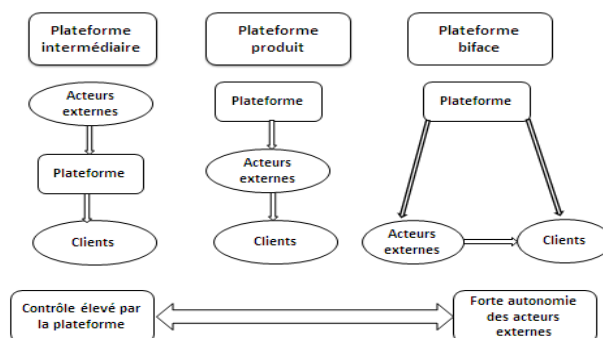 Plateforme
intermédiaire
Plateforme
produit
Plateforme
biface
Acteurs
externes
Plateforme
Clients
Plateforme
Acteurs
externes
Clients
Plateforme
Acteurs
externes
Clients
Contrôle élevé par
la plateforme
Forte autonomie
des acteurs
externes